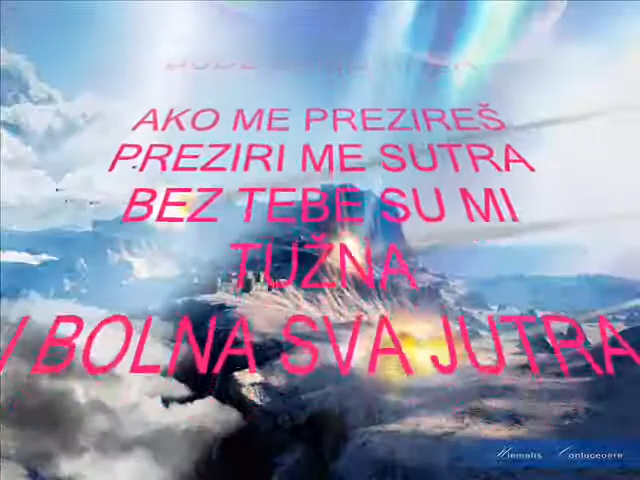 AKO ME PREZIREŠ
PREZIRI ME SUTRA
BEZ TEBE SU MI
TUŽNA
BOLNA SVA JUTRA